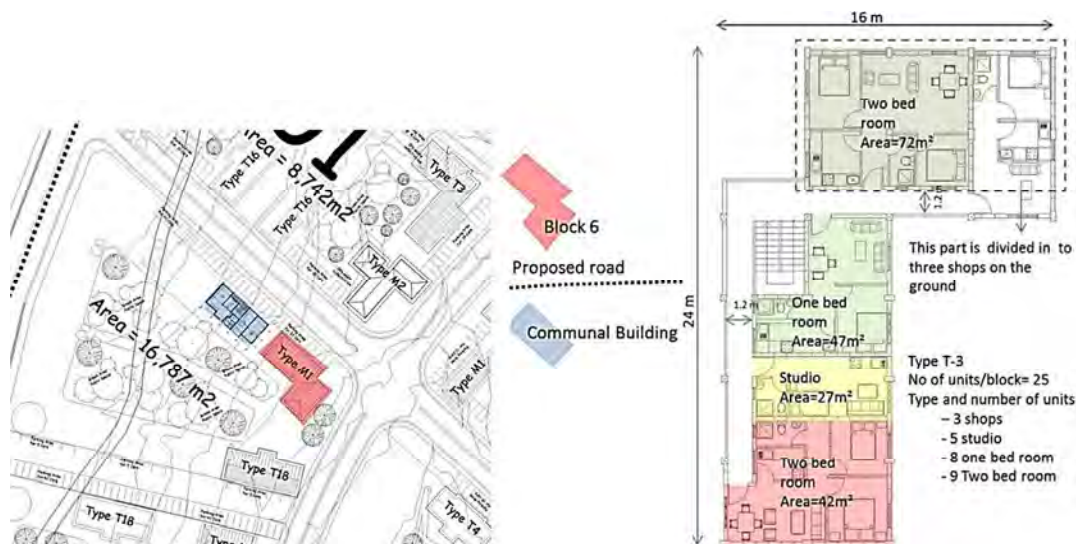 Area = 8,742m2
Type T16
Type T16
Type T3
Type M2
Area = 16,787 m2
Type M1
Type M1
Type T18
Type T18
Type T4
Block 6
Proposed road
Communal Building
16 m
24 m
Two bed
room
Area=72m²
1.2
This part is divided in to
three shops on the
ground
1.2 m
One bed
room
Area=47m²
Studio
Area=27m²
Two bed
room
Area=42m²
Type T-3
No of units/block= 25
Type and number of units
– 3 shops
- 5 studio
- 8 one bed room
- 9 Two bed room